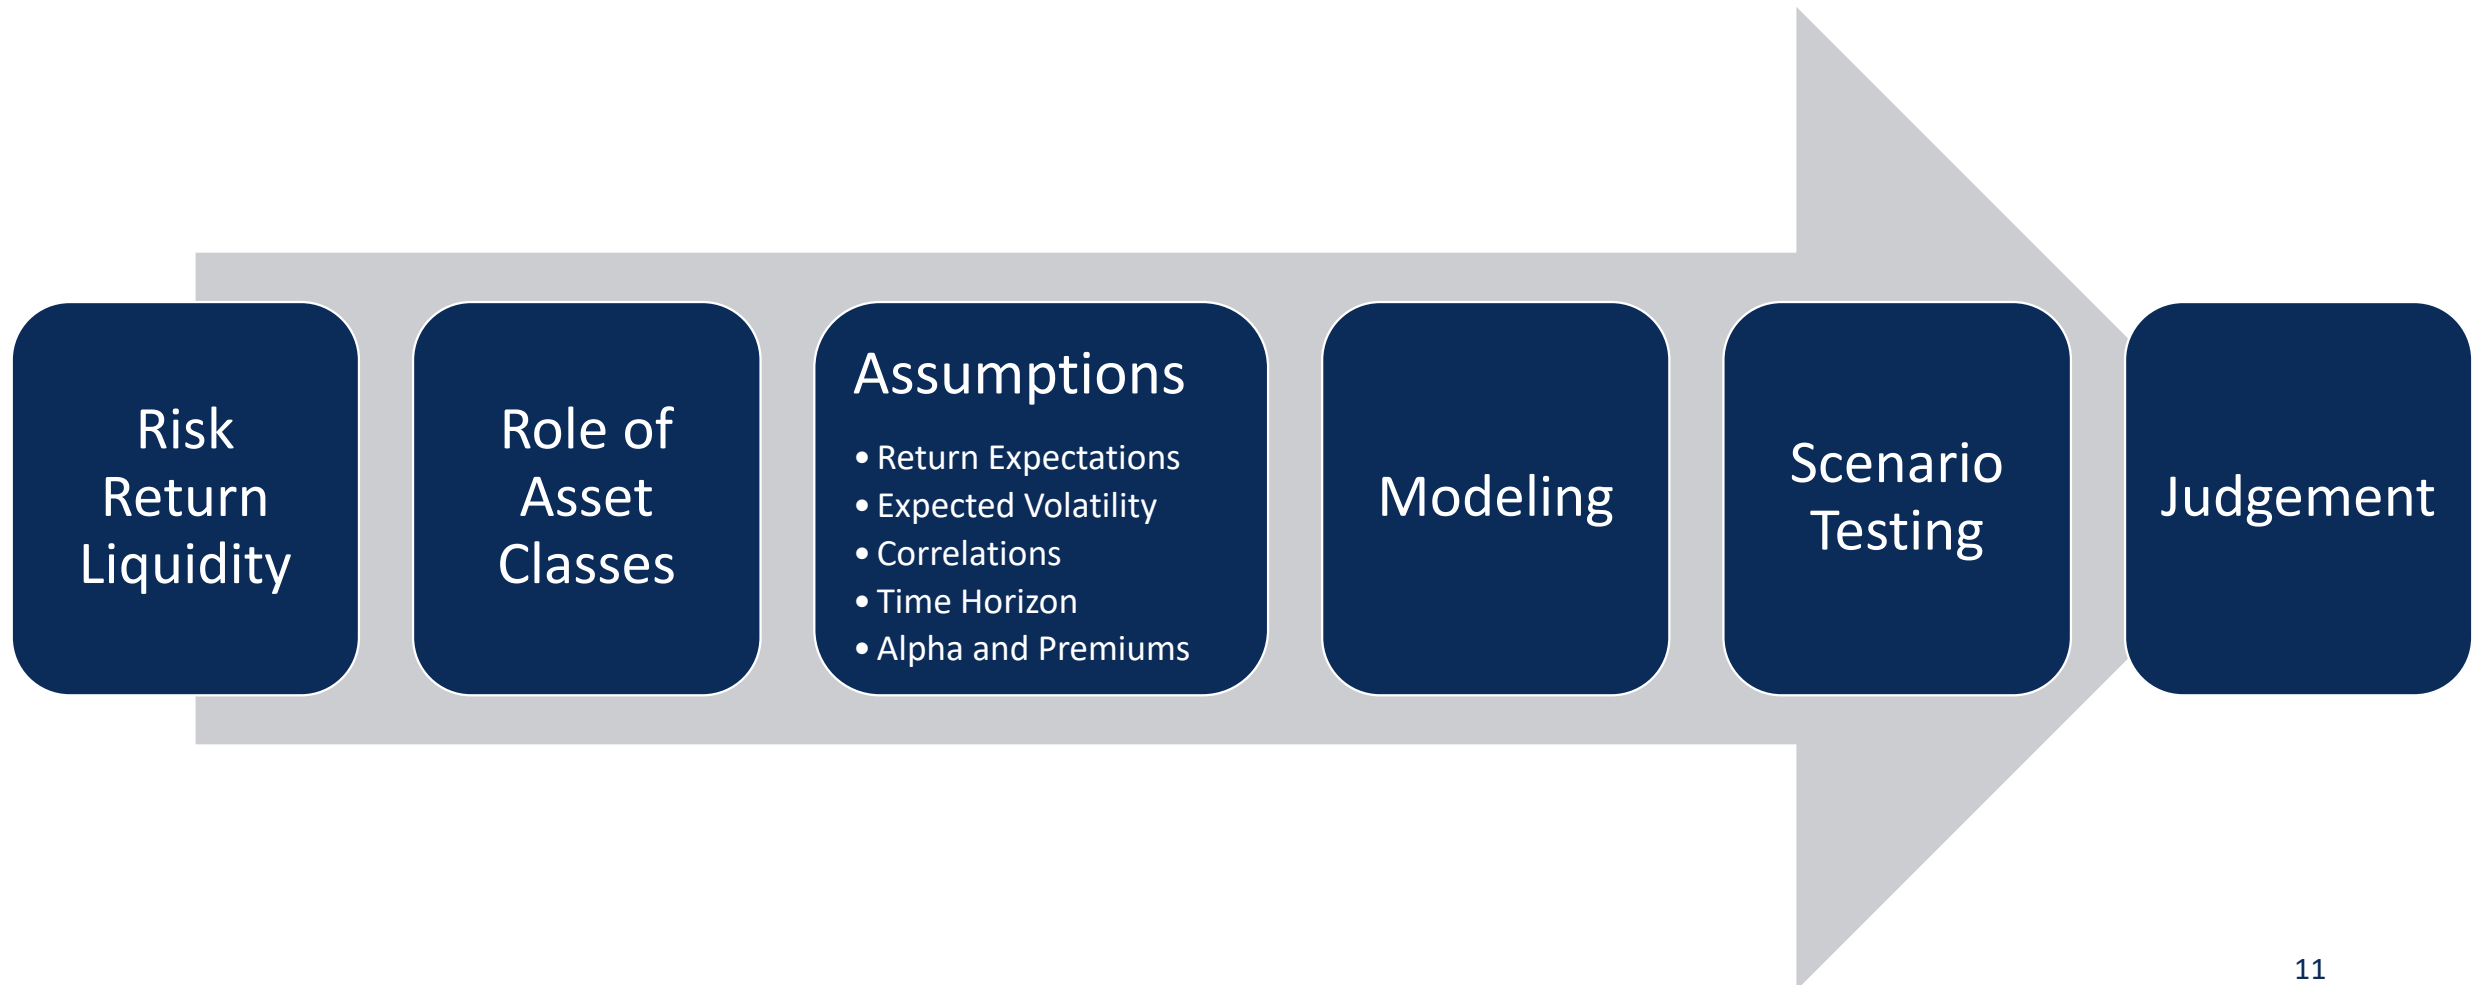 Risk
Return
Liquidity
Role of
Asset
Classes
Assumptions
• Return Expectations
• Expected Volatility
• Correlations
• Time Horizon
• Alpha and Premiums
Modeling
Scenario
Testing
Judgement
11